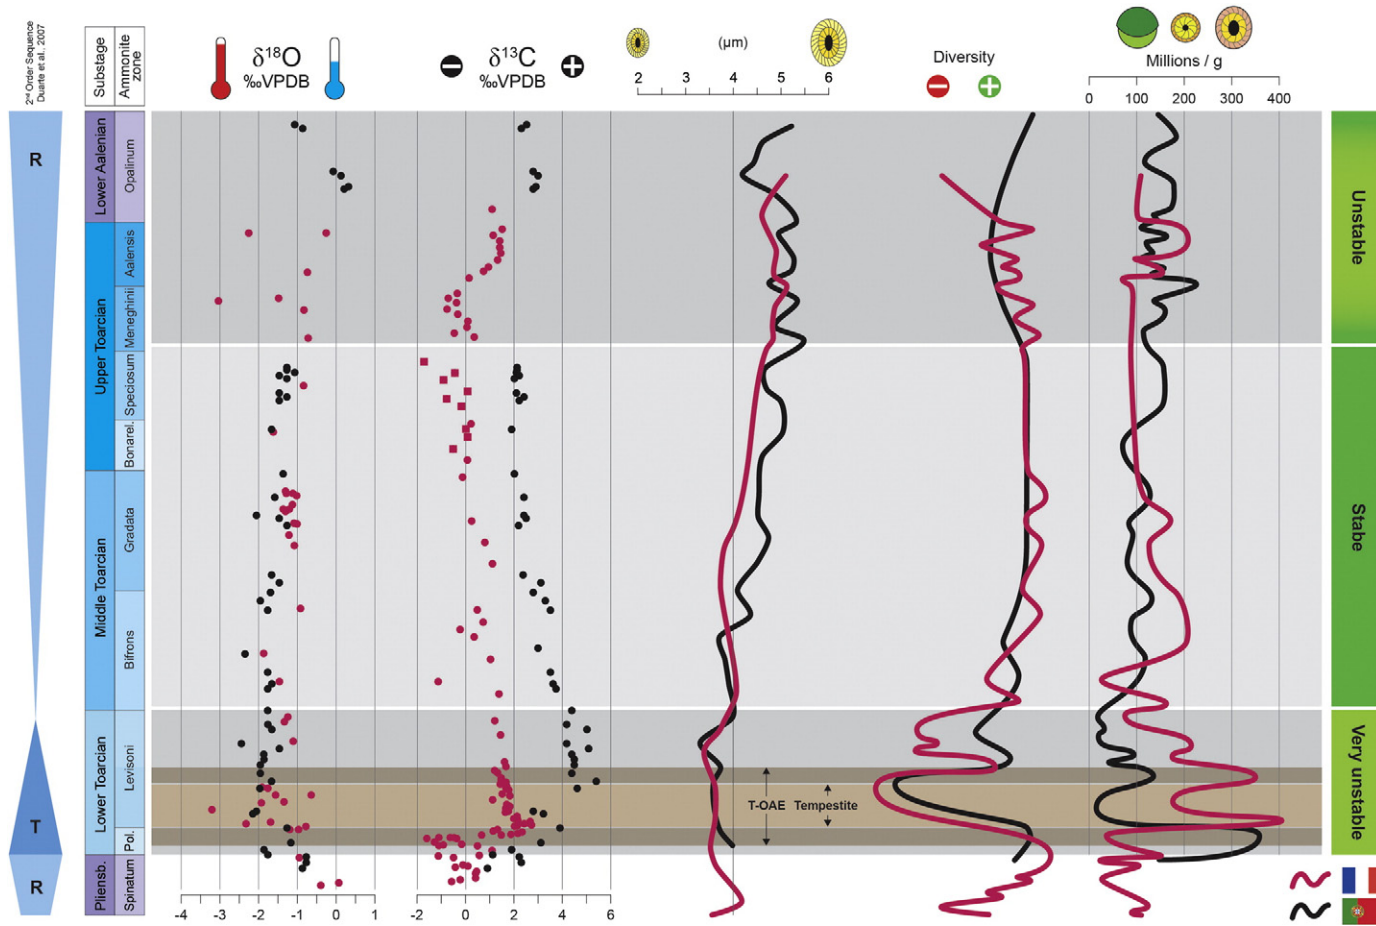 2nd Order Sequence
Duarte et al., 2007
Substage
Ammonite
zone
δ18O
‰VPDB
δ13C
‰VPDB
(μm)
2 3 4 5 6
Diversity
Millions / g
0 100 200 300 400
R
T
R
Lower Aalenian
Upper Toarcian
Middle Toarcian
Lower Toarcian
Pliensb.
Opalinum
Aalensis
Meneghinii
Speciosum
Bonarel.
Gradata
Bifrons
Levisoni
Pol.
Spinatum
T-OAE
Tempestite
Unstable
Stabe
Very unstable
-4 -3 -2 -1 0 1
-2 0 2 4 6